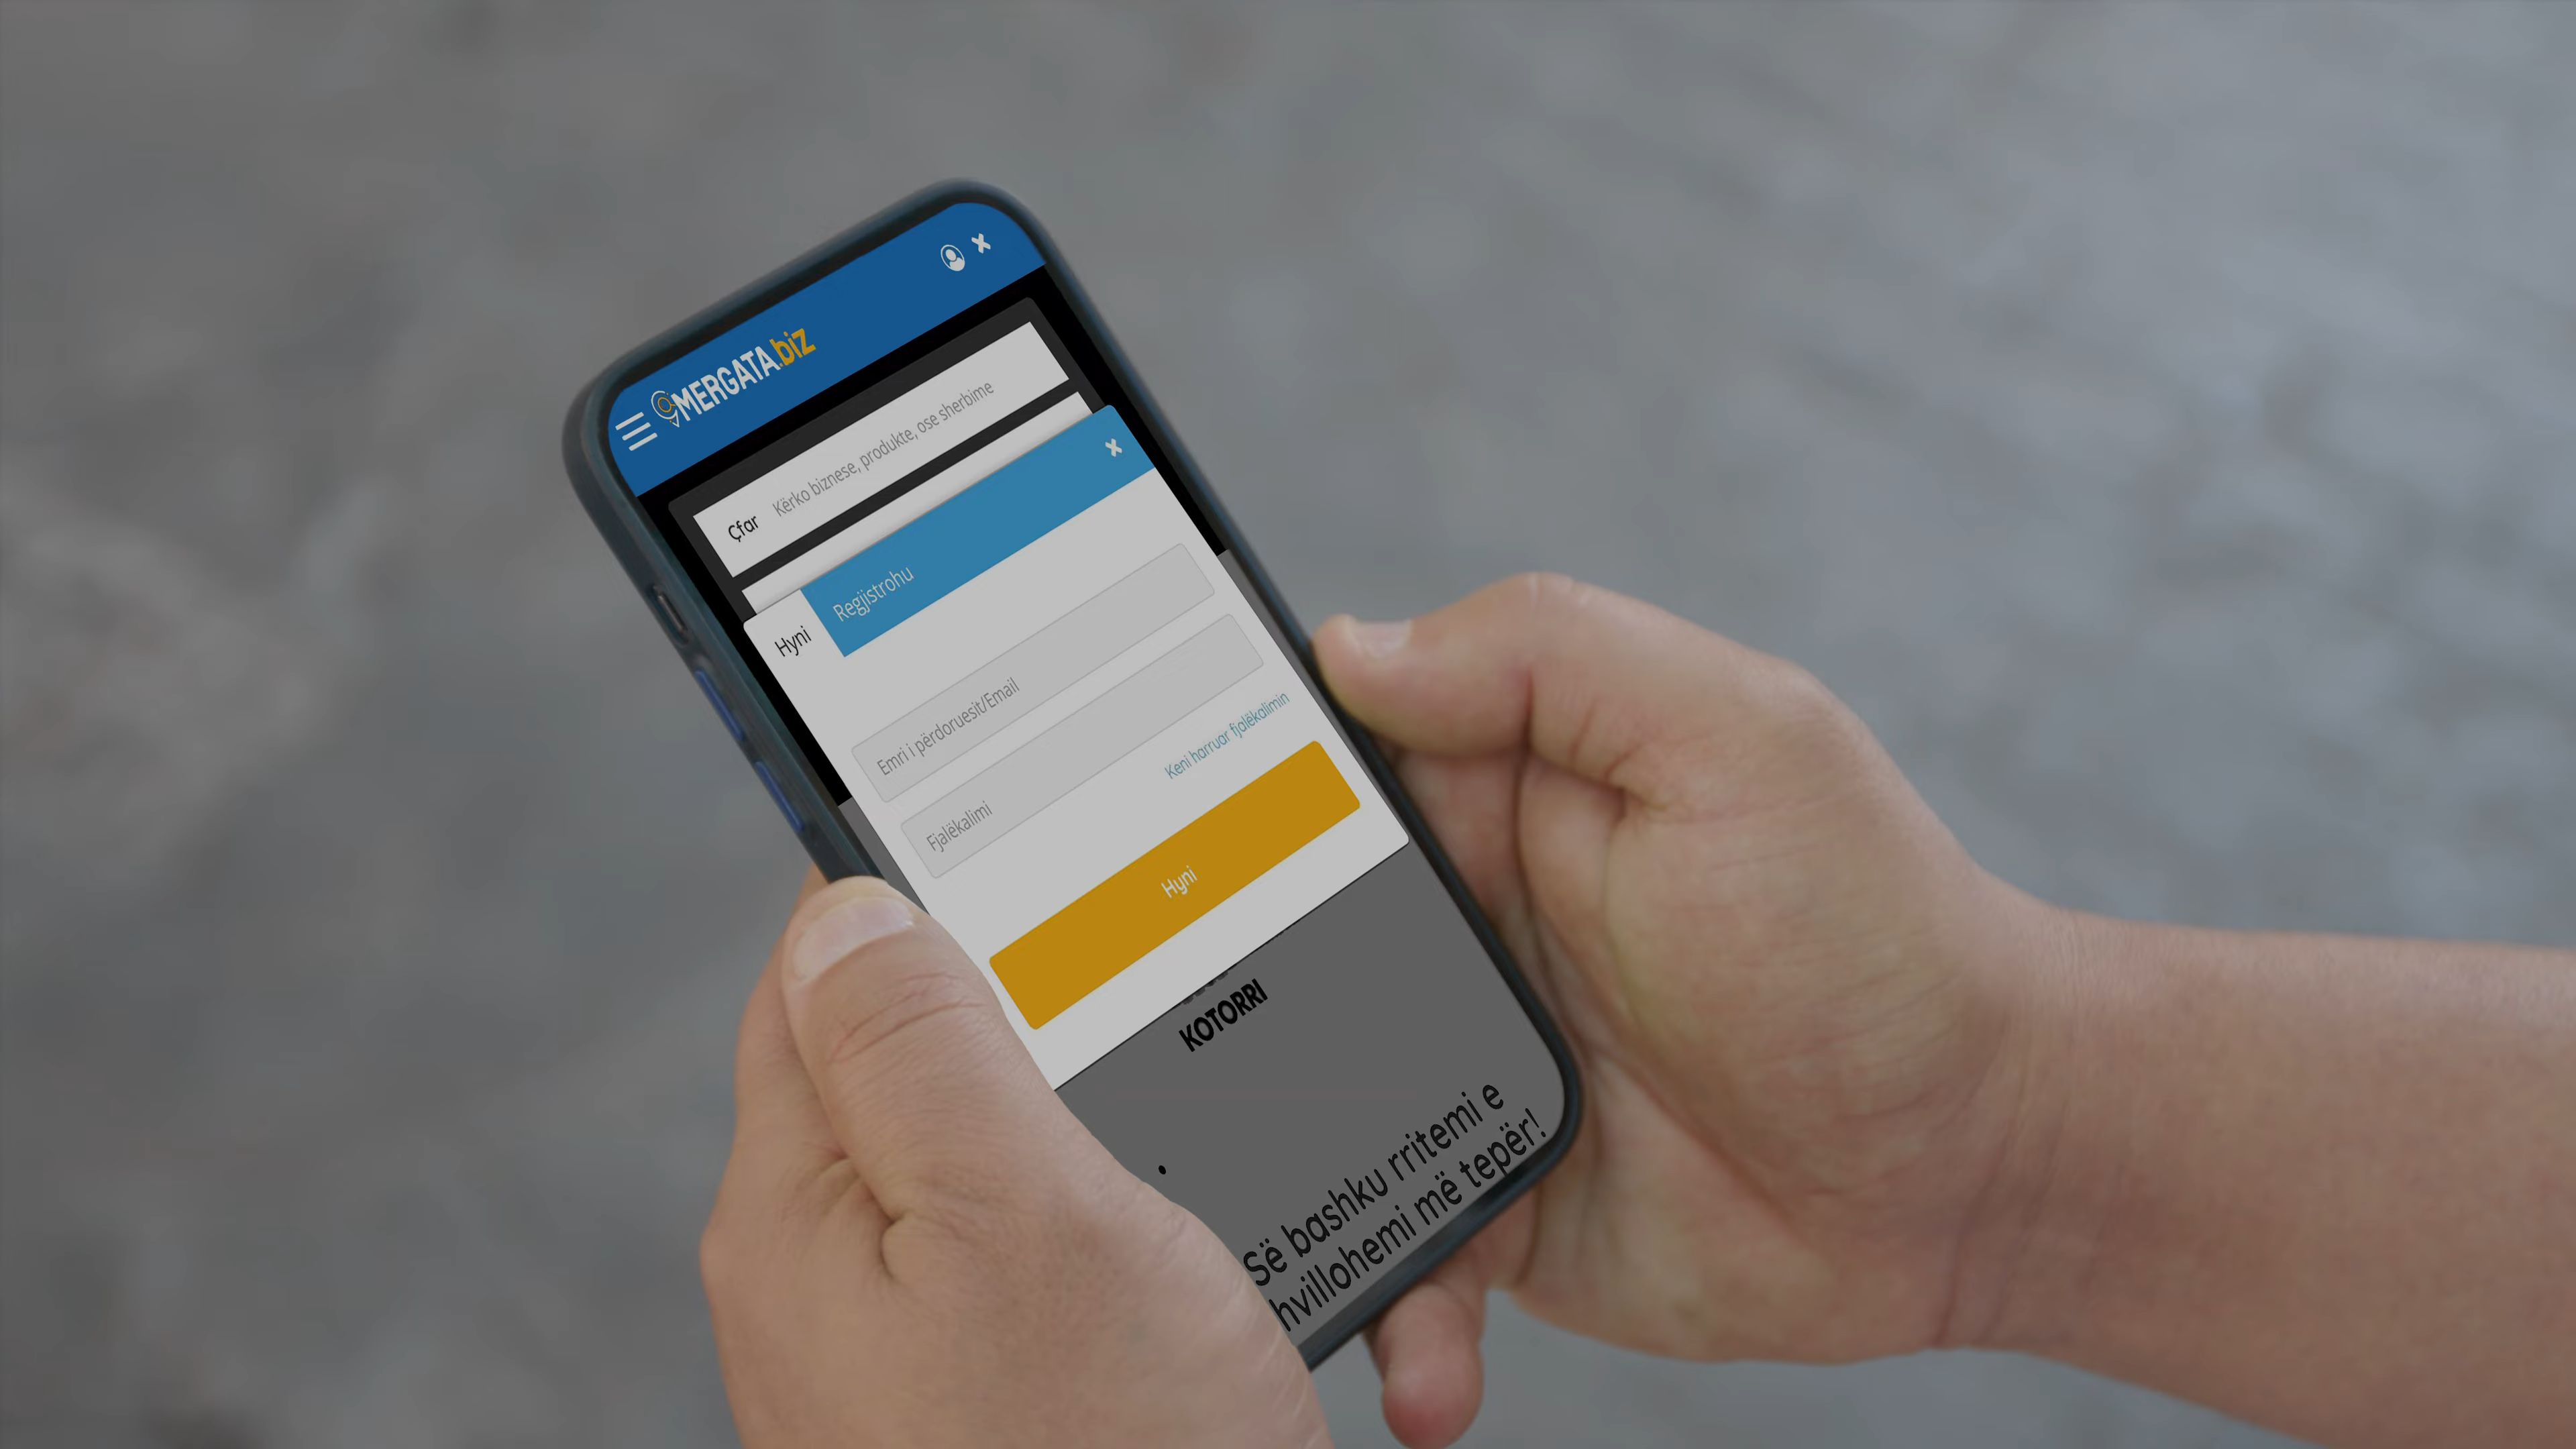 MERGATA.biz
Çfar Kërko biznese, produkte, ose sherbime
Hyni Regjistrohu
Emri i përdoruesit/Email
Fjalëkalimi
Keni harruar fjalëkalimin
Hyni
KOTORRI
Së bashku rritemi e
hvillohemi më tepër!